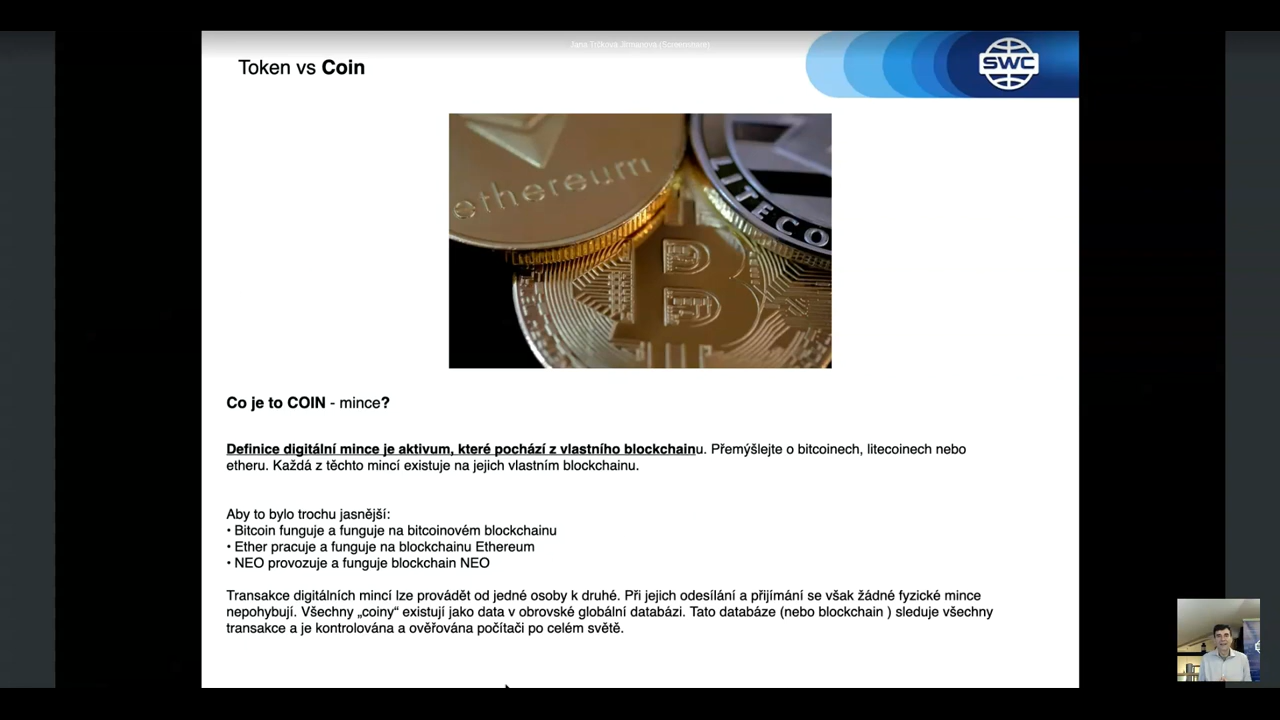 Jana Trčková Jirmanová (Screenshare)
Token vs Coin
SWC
ethereum
LITECO
Co je to COIN - mince?
Definice digitální mince je aktivum, které pochází z vlastního blockchainu. Přemýšlejte o bitcoinech, litecoinech nebo
etheru. Každá z těchto mincí existuje na jejich vlastním blockchainu.
Aby to bylo trochu jasnější:
• Bitcoin funguje a funguje na bitcoinovém blockchainu
• Ether pracuje a funguje na blockchainu Ethereum
• NEO provozuje a funguje blockchain NEO
Transakce digitálních mincí lze provádět od jedné osoby k druhé. Při jejich odesílání a přijímání se však žádné fyzické mince
nepohybují. Všechny „coiny“ existují jako data v obrovské globální databázi. Tato databáze (nebo blockchain ) sleduje všechny
transakce a je kontrolována a ověřována počítači po celém světě.